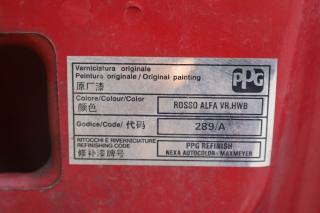 Verniciatura originale
Peinture originale / Original painting
原厂漆
PPG
Colore/Colour/Color/
颜色
ROSSO ALFA VR.HWB
Codice/Code/ 代码
289/A
RITOCCHI E RIVERNICIATURE
REFINISHING CODE
修补漆牌号
PPG REFINISH
NEXA AUTOCOLOR - MAXMEYER